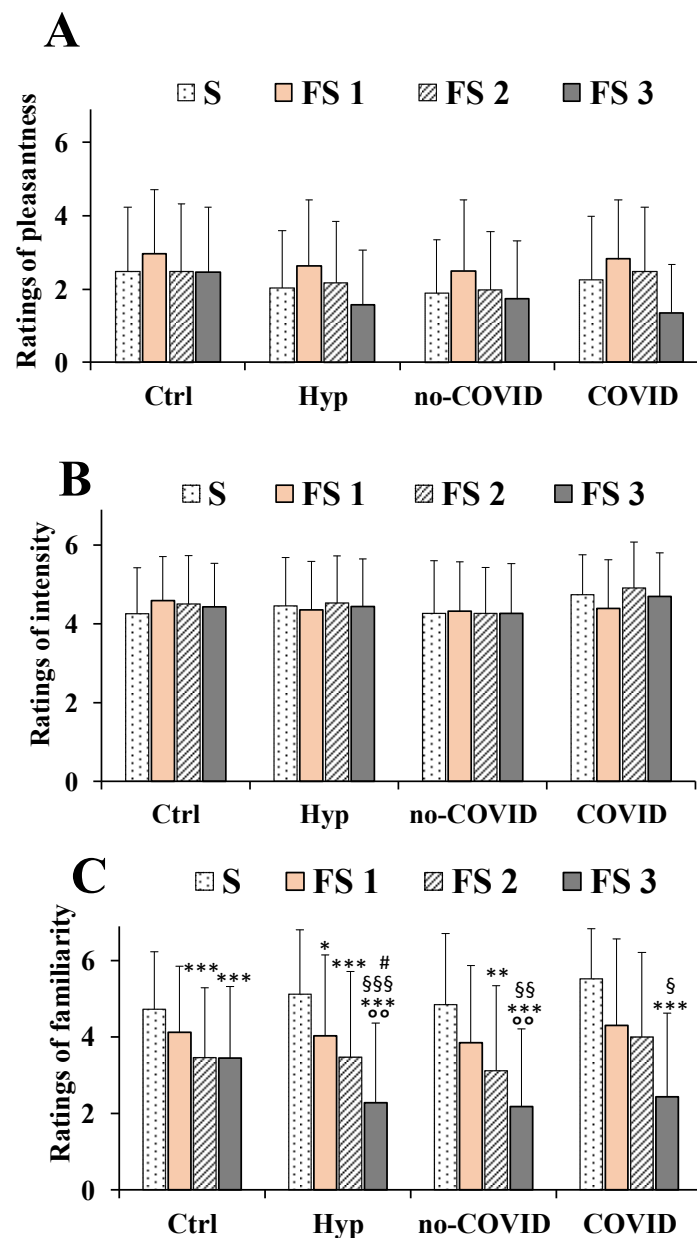 A
S FS 1 FS 2 FS 3
Ratings of pleasantness
6
4
2
0
Ctrl Hyp no-COVID COVID
B
S FS 1 FS 2 FS 3
Ratings of intensity
6
4
2
0
Ctrl Hyp no-COVID COVID
C
S FS 1 FS 2 FS 3
Ratings of familiarity
6
4
2
0
*** ***
* *** #
§§§
***
°°
** §§
***
°°
§
***
Ctrl Hyp no-COVID COVID